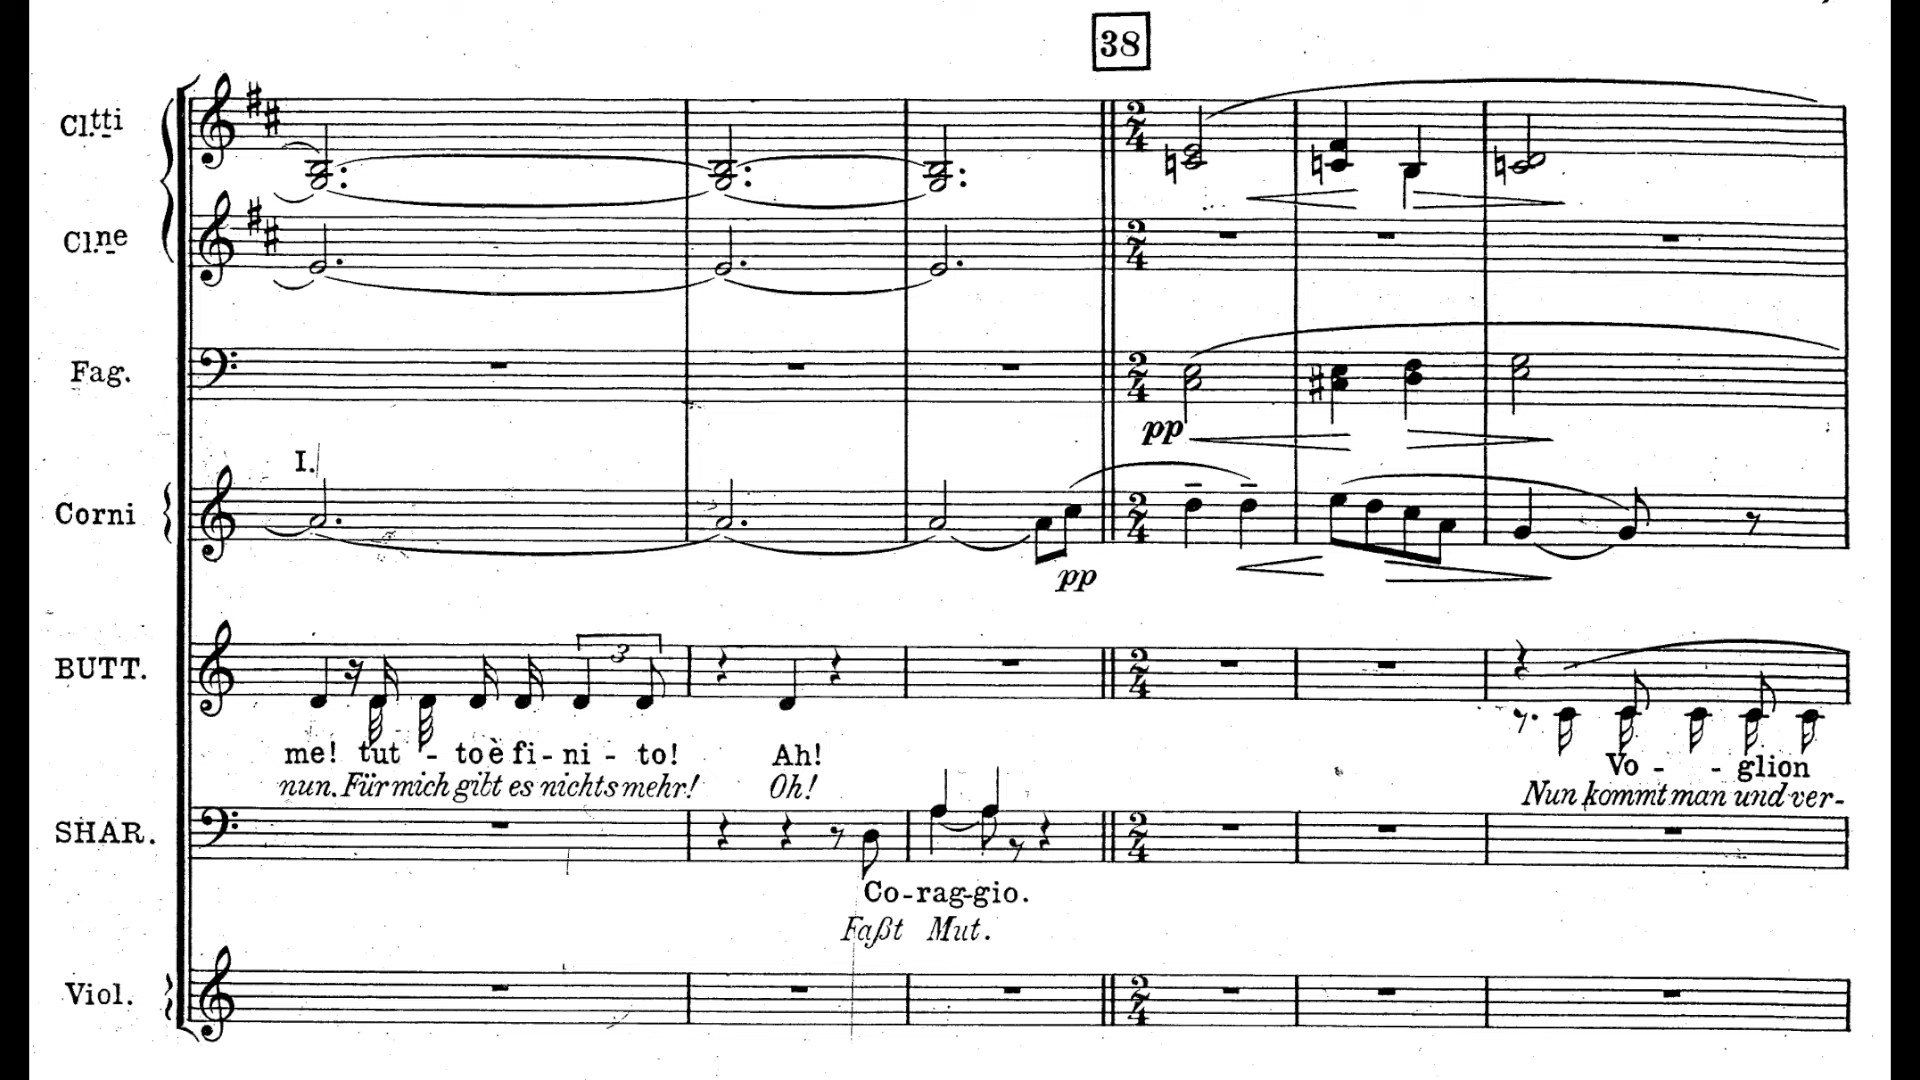 38
Cl.tti
Cl.ne
Fag.
pp
I.
Corni
pp
BUTT.
3
me! tut - to è fi - ni - to! Ah! Vo - - glion
nun. Für mich gibt es nichts mehr! Oh! Nun kommt man und ver-
SHAR.
Co - rag - gio.
Faßt Mut.
Viol.